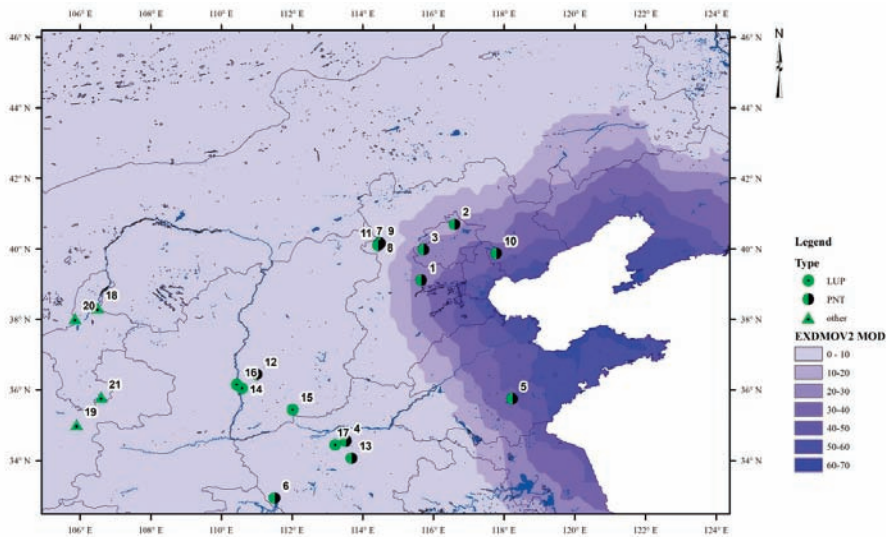 106° E 108° E 110° E 112° E 114° E 116° E 118° E 120° E 122° E 124° E
46° N 46° N
N
44° N 44° N
42° N 42° N
2
11 7 9
3
8
10
40° N 40° N
1
Legend
Type
LUP
PNT
other
20 18
38° N 38° N
EXDMOV2 MOD
0 - 10
10-20
20-30
30-40
40-50
50-60
60-70
12
16
14
21
15
5
36° N 36° N
19
17 4
13
34° N 34° N
6
106° E 108° E 110° E 112° E 114° E 116° E 118° E 120° E 122° E 124° E